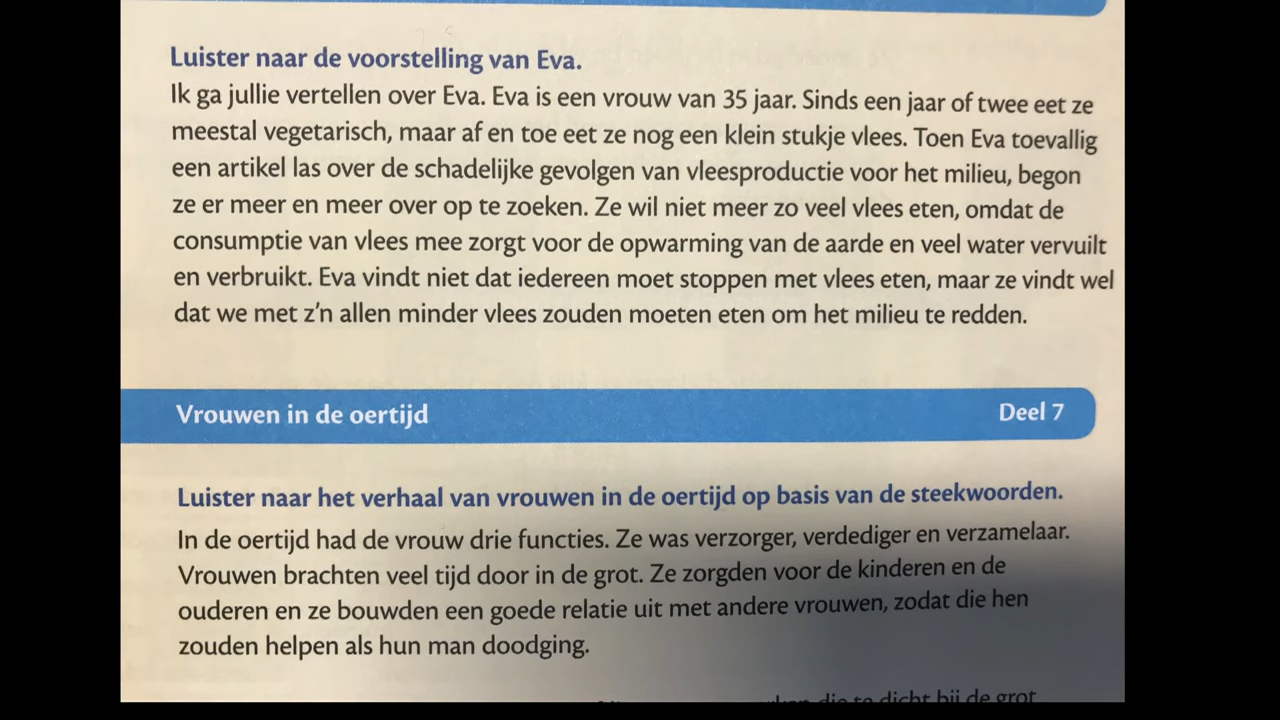 Luister naar de voorstelling van Eva.
Ik ga jullie vertellen over Eva. Eva is een vrouw van 35 jaar. Sinds een jaar of twee eet ze
meestal vegetarisch, maar af en toe eet ze nog een klein stukje vlees. Toen Eva toevallig
een artikel las over de schadelijke gevolgen van vleesproductie voor het milieu, begon
ze er meer en meer over op te zoeken. Ze wil niet meer zo veel vlees eten, omdat de
consumptie van vlees mee zorgt voor de opwarming van de aarde en veel water vervuilt
en verbruikt. Eva vindt niet dat iedereen moet stoppen met vlees eten, maar ze vindt wel
dat we met z'n allen minder vlees zouden moeten eten om het milieu te redden.
Vrouwen in de oertijd Deel 7
Luister naar het verhaal van vrouwen in de oertijd op basis van de steekwoorden.
In de oertijd had de vrouw drie functies. Ze was verzorger, verdediger en verzamelaar.
Vrouwen brachten veel tijd door in de grot. Ze zorgden voor de kinderen en de
ouderen en ze bouwden een goede relatie uit met andere vrouwen, zodat die hen
zouden helpen als hun man doodging.
die te dicht bij de grot